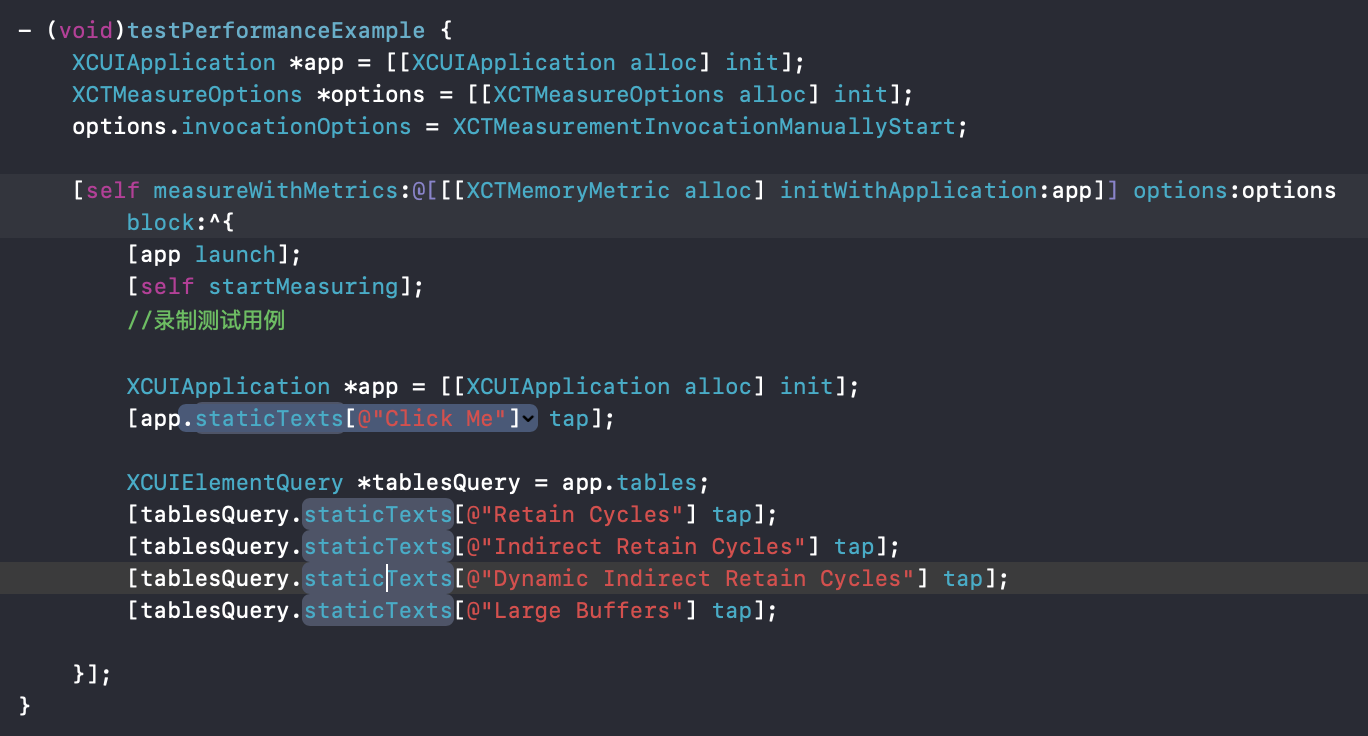 - (void)testPerformanceExample {
    XCUIApplication *app = [[XCUIApplication alloc] init];
    XCTMeasureOptions *options = [[XCTMeasureOptions alloc] init];
    options.invocationOptions = XCTMeasurementInvocationManuallyStart;

    [self measureWithMetrics:@[[[XCTMemoryMetric alloc] initWithApplication:app]] options:options
        block:^{
        [app launch];
        [self startMeasuring];
        //录制测试用例

        XCUIApplication *app = [[XCUIApplication alloc] init];
        [app.staticTexts[@"Click Me"] tap];

        XCUIElementQuery *tablesQuery = app.tables;
        [tablesQuery.staticTexts[@"Retain Cycles"] tap];
        [tablesQuery.staticTexts[@"Indirect Retain Cycles"] tap];
        [tablesQuery.staticTexts[@"Dynamic Indirect Retain Cycles"] tap];
        [tablesQuery.staticTexts[@"Large Buffers"] tap];

    }];
}